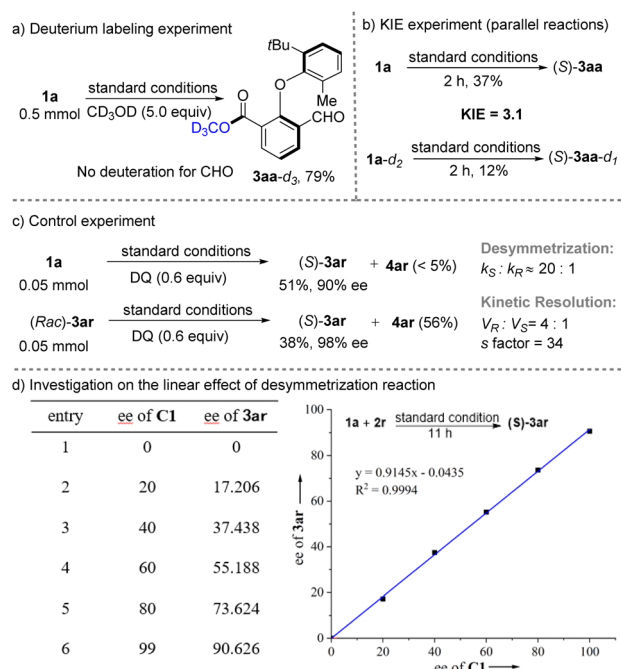 a) Deuterium labeling experiment
1a
0.5 mmol
standard conditions
CD3OD (5.0 equiv)
tBu
O
O
Me
D3CO
CHO
No deuteration for CHO
3aa-d3, 79%
b) KIE experiment (parallel reactions)
1a
standard conditions
2 h, 37%
(S)-3aa
KIE = 3.1
1a-d2
standard conditions
2 h, 12%
(S)-3aa-d1
c) Control experiment
1a
0.05 mmol
standard conditions
DQ (0.6 equiv)
(S)-3ar + 4ar (< 5%)
51%, 90% ee
Desymmetrization:
kS : kR ≈ 20 : 1
(Rac)-3ar
0.05 mmol
standard conditions
DQ (0.6 equiv)
(S)-3ar + 4ar (56%)
38%, 98% ee
Kinetic Resolution:
VR : VS= 4 : 1
s factor = 34
d) Investigation on the linear effect of desymmetrization reaction
entry ee of C1 ee of 3ar
1 0 0
2 20 17.206
3 40 37.438
4 60 55.188
5 80 73.624
6 99 90.626
1a + 2r standard condition (S)-3ar
11 h
y = 0.9145x - 0.0435
R2 = 0.9994
ee of 3ar
100
80
60
40
20
0
0 20 40 60 80 100
ee of C1